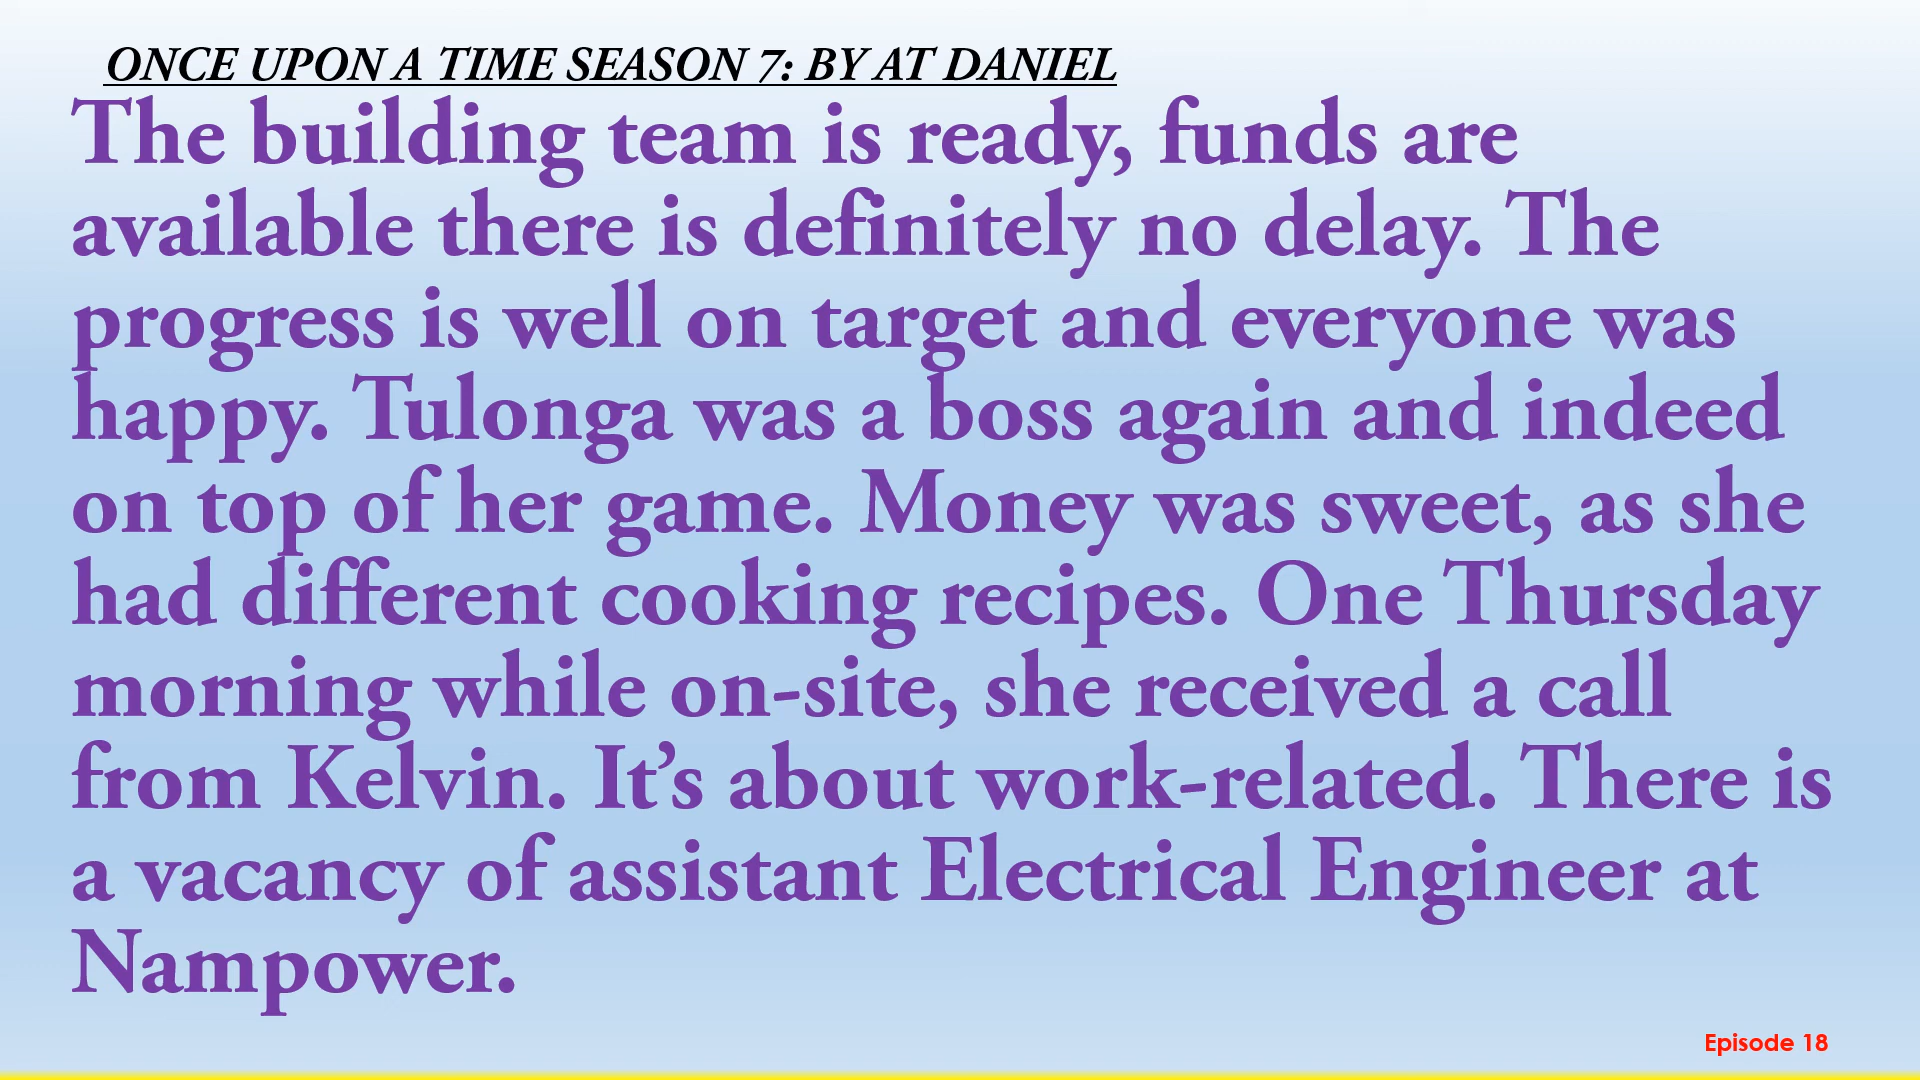 ONCE UPON A TIME SEASON 7: BY AT DANIEL
The building team is ready, funds are
available there is definitely no delay. The
progress is well on target and everyone was
happy. Tulonga was a boss again and indeed
on top of her game. Money was sweet, as she
had different cooking recipes. One Thursday
morning while on-site, she received a call
from Kelvin. It’s about work-related. There is
a vacancy of assistant Electrical Engineer at
Nampower.
Episode 18